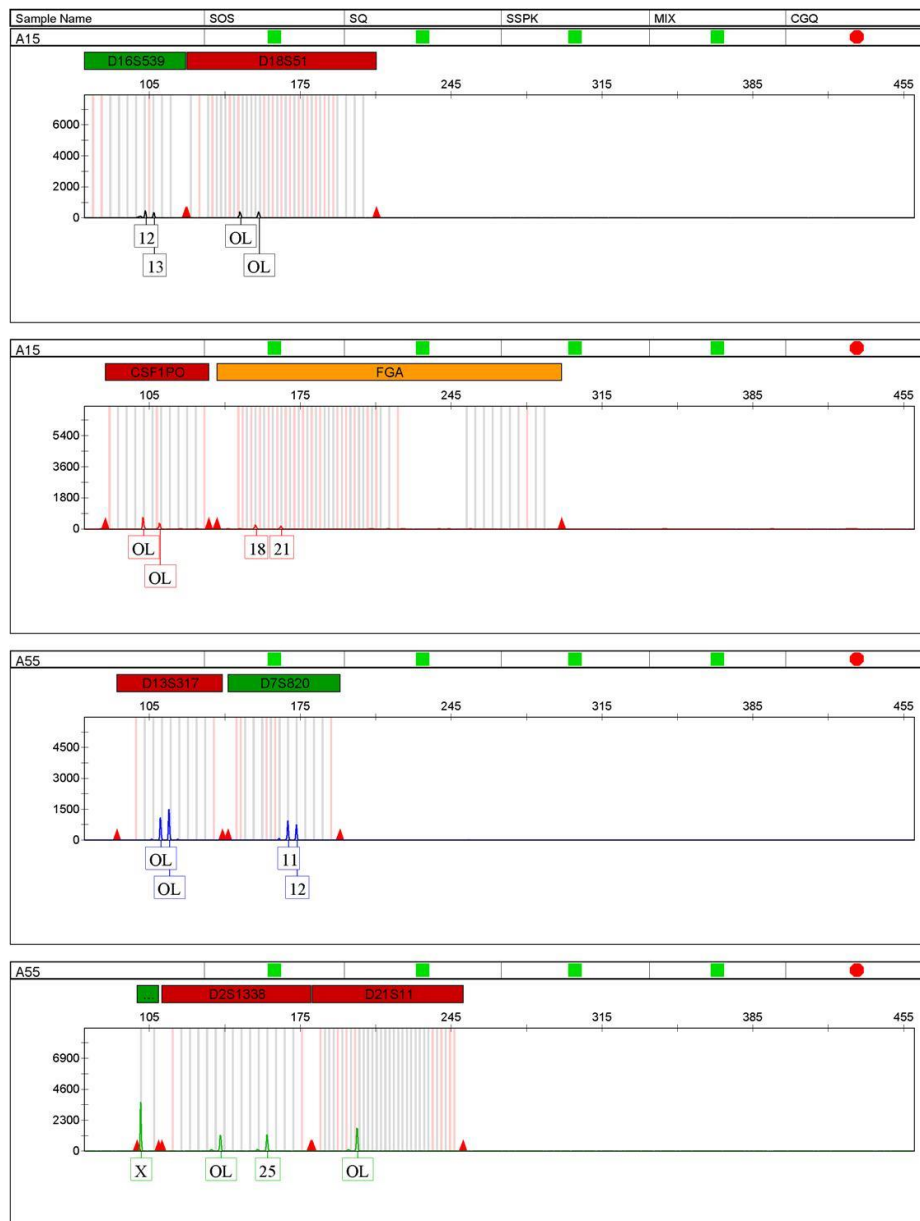 Sample Name SOS SQ SSPK MIX CGQ
A15
D16S539 D18S51
105 175 245 315 385 455
6000
4000
2000
0
12 OL
13 OL
A15
CSF1PO FGA
105 175 245 315 385 455
5400
3600
1800
0
OL 18 21
OL
A55
D13S317 D7S820
105 175 245 315 385 455
4500
3000
1500
0
OL 11
OL 12
A55
... D2S1338 D21S11
105 175 245 315 385 455
6900
4600
2300
0
X OL 25 OL